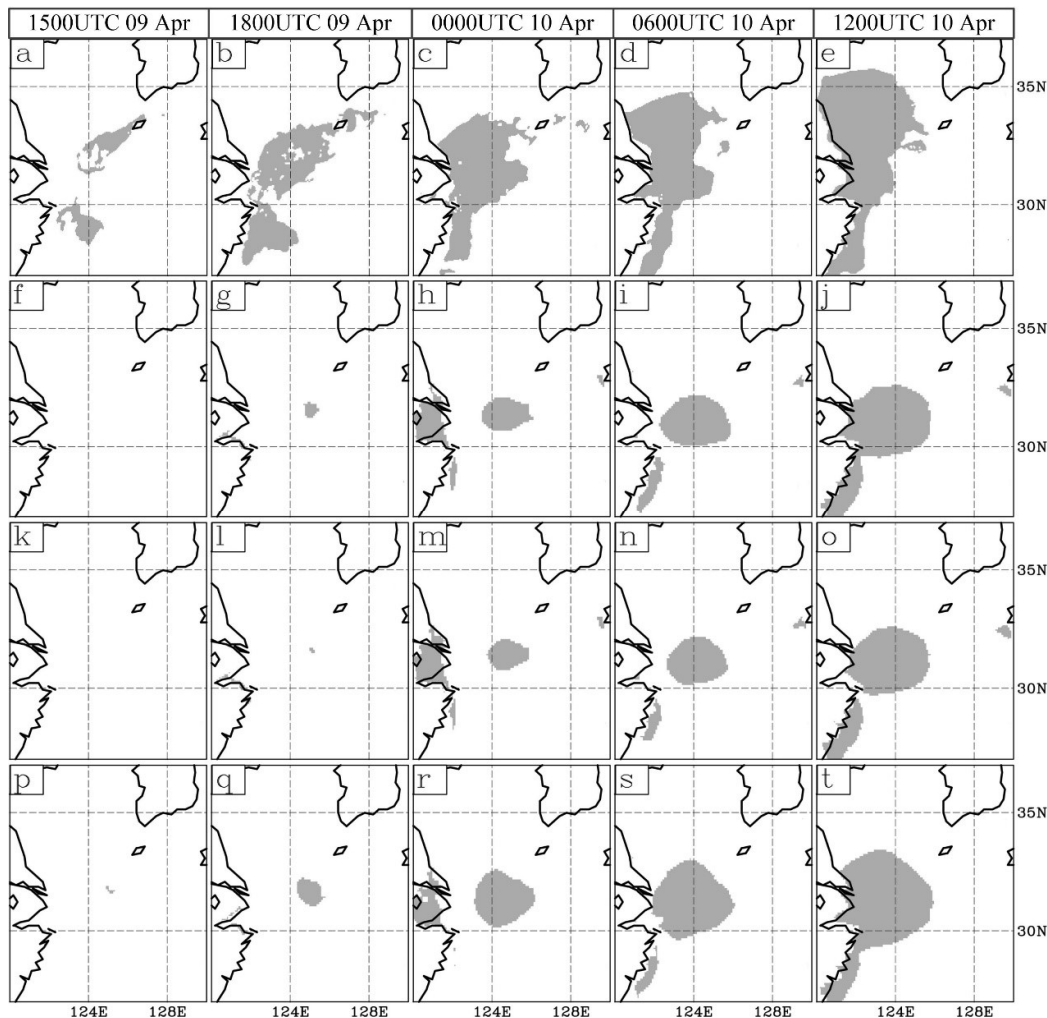 1500UTC 09 Apr 1800UTC 09 Apr 0000UTC 10 Apr 0600UTC 10 Apr 1200UTC 10 Apr
a b c d e
35N
30N
f g h i j
35N
30N
k l m n o
35N
30N
p q r s t
35N
30N
124E 128E 124E 128E 124E 128E 124E 128E 124E 128E